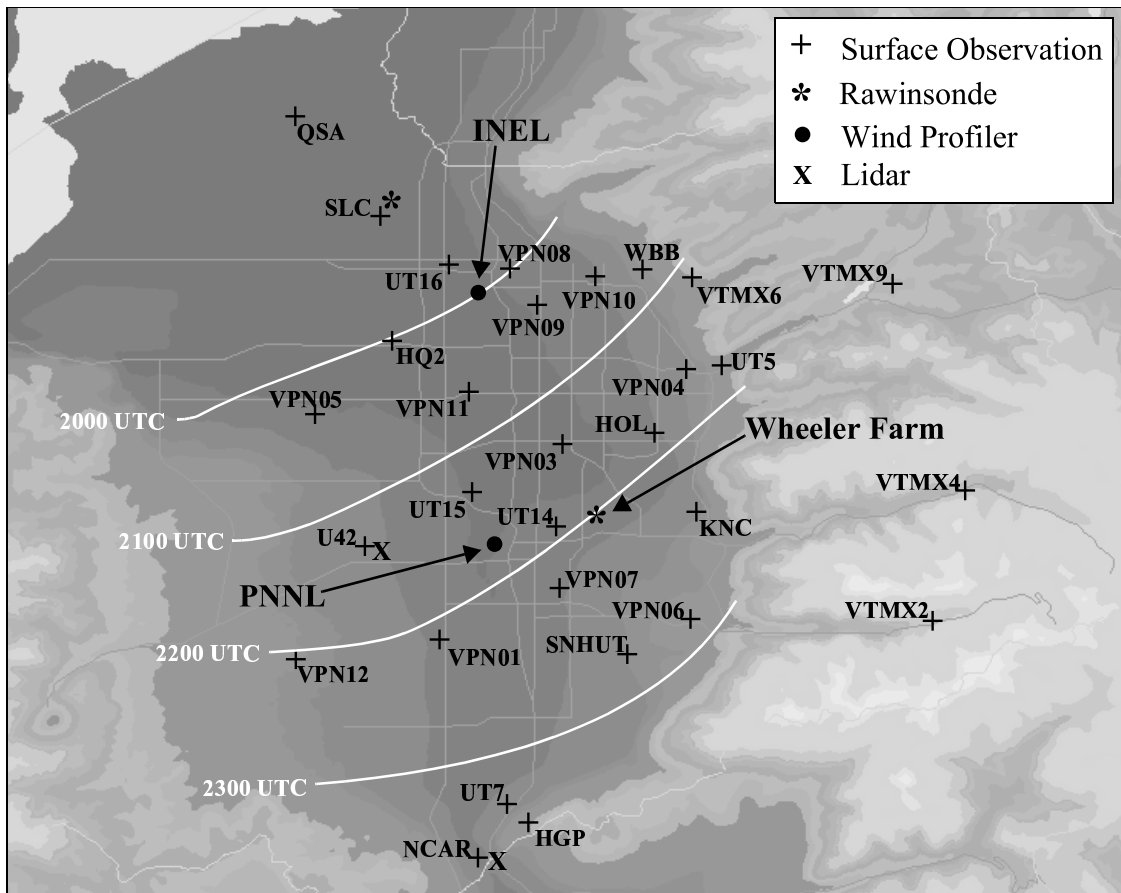 + Surface Observation
* Rawinsonde
● Wind Profiler
X Lidar
QSA
INEL
SLC
VPN08
WBB
UT16
VPN10
VTMX6
VTMX9
VPN09
HQ2
UT5
VPN04
VPN05
VPN11
2000 UTC
HOL
Wheeler Farm
VPN03
VTMX4
UT15
UT14
KNC
2100 UTC
U42
X
PNNL
VPN07
VPN06
VTMX2
2200 UTC
VPN01
SNHUT
VPN12
2300 UTC
UT7
HGP
NCAR
X